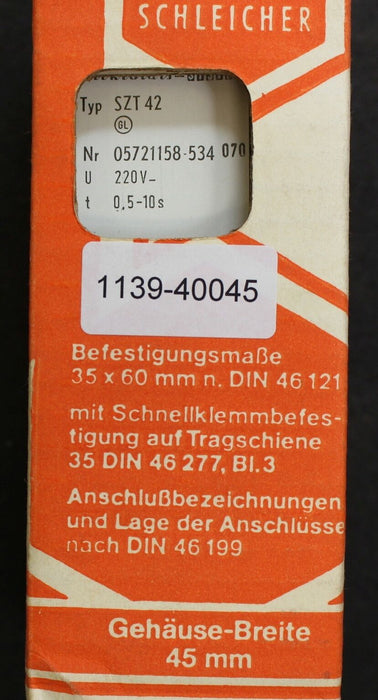 SCHLEICHER
Typ SZT 42
GL
Nr 05721158-534 070
U 220V–
t 0,5-10s
1139-40045
Befestigungsmaße
35 x 60 mm n. DIN 46 121
mit Schnellklemmbefes-
tigung auf Tragschiene
35 DIN 46 277, Bl. 3
Anschlußbezeichnungen
und Lage der Anschlüsse
nach DIN 46 199
Gehäuse-Breite
45 mm